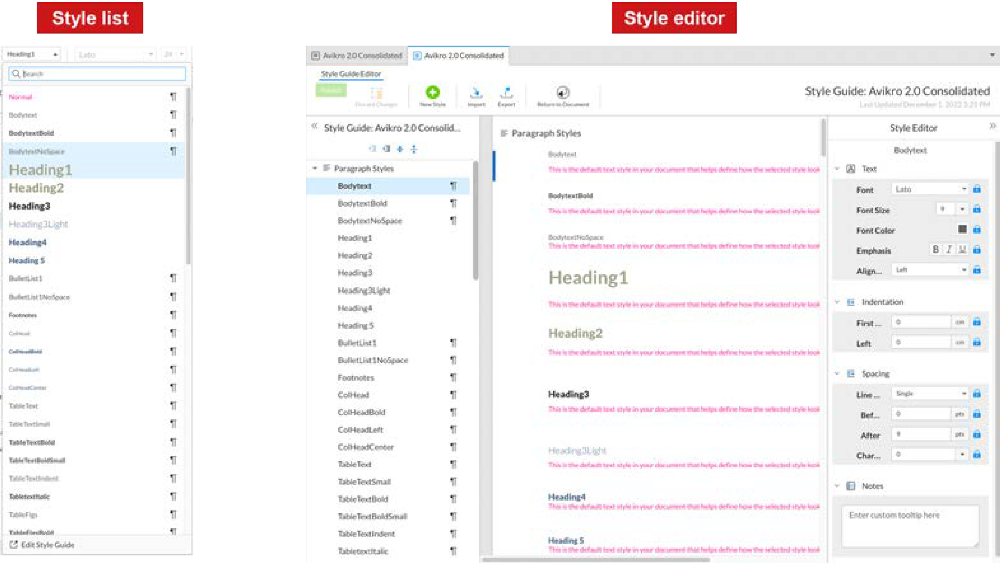 Style list
Style editor
Heading1
Lato
24
Search
Normal
Bodytext
BodytextBold
BodytextNoSpace
Heading1
Heading2
Heading3
Heading3Light
Heading4
Heading 5
BulletList1
BulletList1NoSpace
Footnotes
ColHead
ColHeadBold
ColHeadLeft
ColHeadCenter
TableText
TableTextSmall
TableTextBold
TableTextBoldSmall
TableTextIndent
TabletextItalic
TableFigs
TableFigsBold
Edit Style Guide
Avikro 2.0 Consolidated
Avikro 2.0 Consolidated
Style Guide Editor
Discard Changes
New Style
Import
Export
Return to Document
Style Guide: Avikro 2.0 Consolidated
Last Updated December 1, 2022 3:21 PM
Style Guide: Avikro 2.0 Consolid...
Paragraph Styles
Bodytext
BodytextBold
BodytextNoSpace
Heading1
Heading2
Heading3
Heading3Light
Heading4
Heading 5
BulletList1
BulletList1NoSpace
Footnotes
ColHead
ColHeadBold
ColHeadLeft
ColHeadCenter
TableText
TableTextSmall
TableTextBold
TableTextBoldSmall
TableTextIndent
TabletextItalic
Paragraph Styles
Bodytext
This is the default text style in your document that helps define how the selected style look
BodytextBold
This is the default text style in your document that helps define how the selected style look
BodytextNoSpace
This is the default text style in your document that helps define how the selected style look
Heading1
This is the default text style in your document that helps define how the selected style look
Heading2
This is the default text style in your document that helps define how the selected style look
Heading3
This is the default text style in your document that helps define how the selected style look
Heading3Light
This is the default text style in your document that helps define how the selected style look
Heading4
This is the default text style in your document that helps define how the selected style look
Heading 5
This is the default text style in your document that helps define how the selected style look
Style Editor
Bodytext
Text
Font Lato
Font Size 9
Font Color
Emphasis B I U
Align... Left
Indentation
First ... 0 cm
Left 0 cm
Spacing
Line ... Single
Bef... 0 pts
After 9 pts
Char... 0
Notes
Enter custom tooltip here